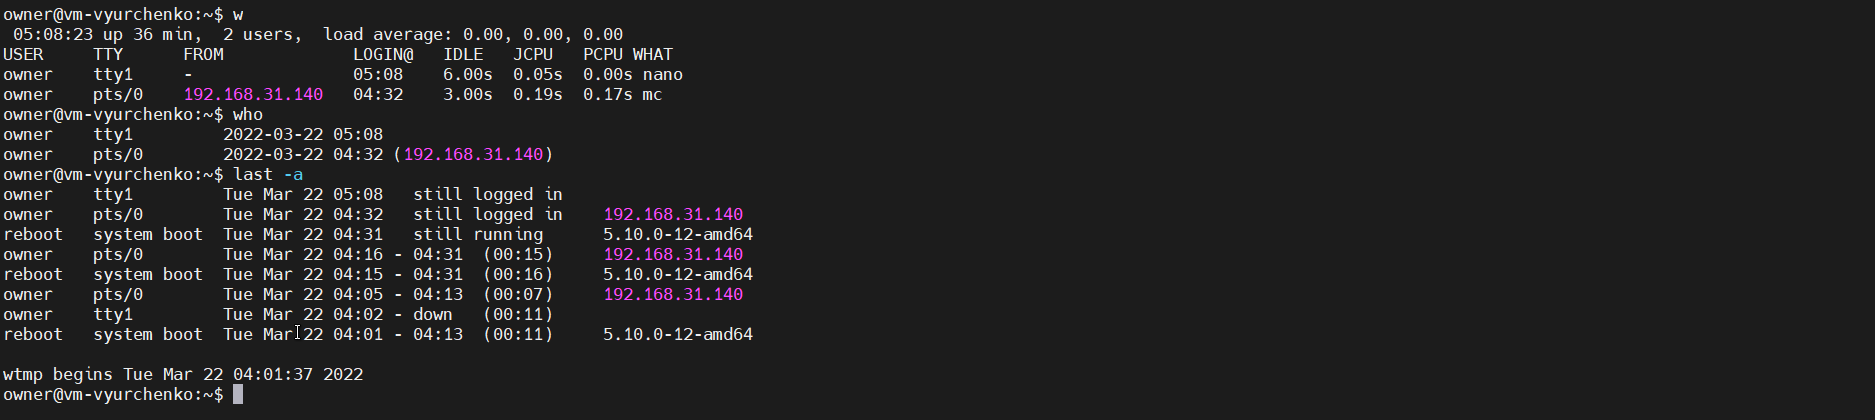 owner@vm-vyurchenko:~$ w
 05:08:23 up 36 min,  2 users,  load average: 0.00, 0.00, 0.00
USER     TTY      FROM             LOGIN@   IDLE   JCPU   PCPU WHAT
owner    tty1     -                05:08    6.00s  0.05s  0.00s nano
owner    pts/0    192.168.31.140   04:32    3.00s  0.19s  0.17s mc
owner@vm-vyurchenko:~$ who
owner    tty1         2022-03-22 05:08
owner    pts/0        2022-03-22 04:32 (192.168.31.140)
owner@vm-vyurchenko:~$ last -a
owner    tty1         Tue Mar 22 05:08   still logged in
owner    pts/0        Tue Mar 22 04:32   still logged in    192.168.31.140
reboot   system boot  Tue Mar 22 04:31   still running      5.10.0-12-amd64
owner    pts/0        Tue Mar 22 04:16 - 04:31  (00:15)     192.168.31.140
reboot   system boot  Tue Mar 22 04:15 - 04:31  (00:16)     5.10.0-12-amd64
owner    pts/0        Tue Mar 22 04:05 - 04:13  (00:07)     192.168.31.140
owner    tty1         Tue Mar 22 04:02 - down   (00:11)
reboot   system boot  Tue Mar 22 04:01 - 04:13  (00:11)     5.10.0-12-amd64

wtmp begins Tue Mar 22 04:01:37 2022
owner@vm-vyurchenko:~$